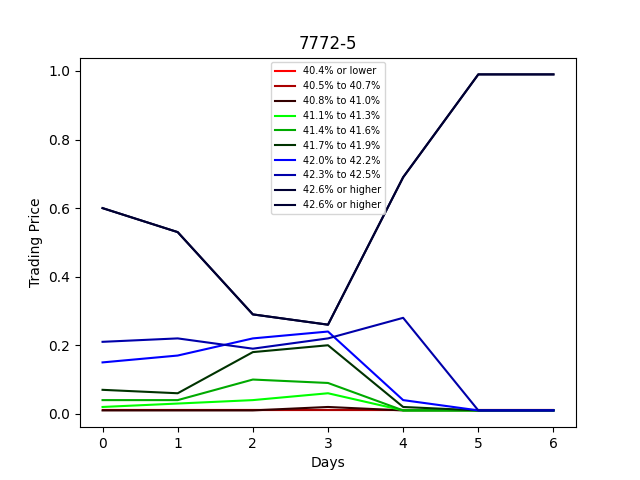 7772-5
1.0
0.8
0.6
0.4
0.2
0.0
Trading Price
40.4% or lower
40.5% to 40.7%
40.8% to 41.0%
41.1% to 41.3%
41.4% to 41.6%
41.7% to 41.9%
42.0% to 42.2%
42.3% to 42.5%
42.6% or higher
42.6% or higher
0 1 2 3 4 5 6
Days